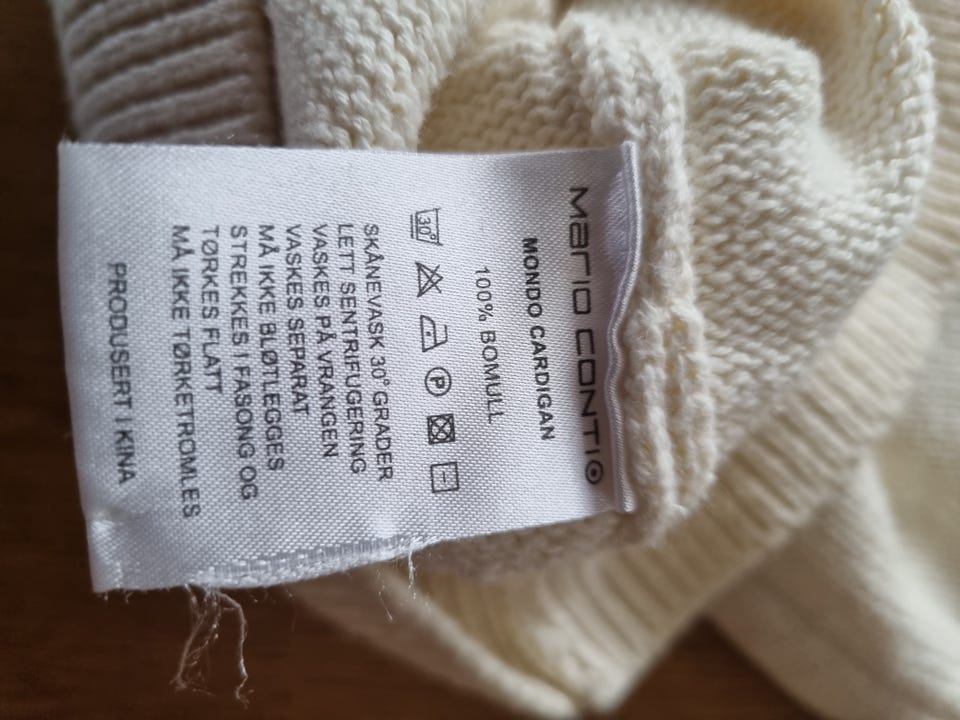 Mario CONTI
MONDO CARDIGAN
100% BOMULL
30°
P
SKÅNEVASK 30° GRADER
LETT SENTRIFUGERING
VASKES PÅ VRANGEN
VASKES SEPARAT
MÅ IKKE BLØTLEGGES
STREKKES I FASONG OG
TØRKES FLATT
MÅ IKKE TØRKETROMLES
PRODUSERT I KINA